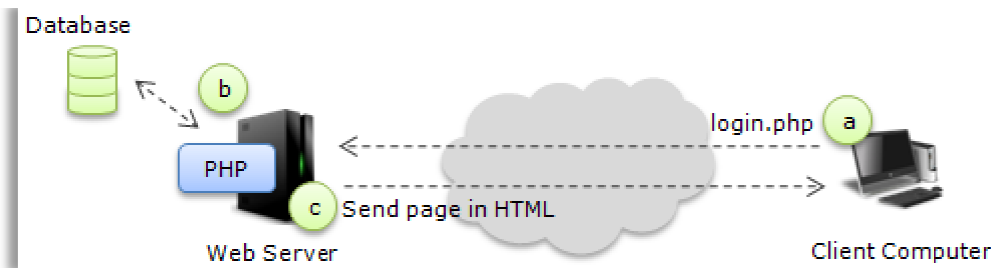 Database
b
login.php
a
PHP
c
Send page in HTML
Web Server
Client Computer